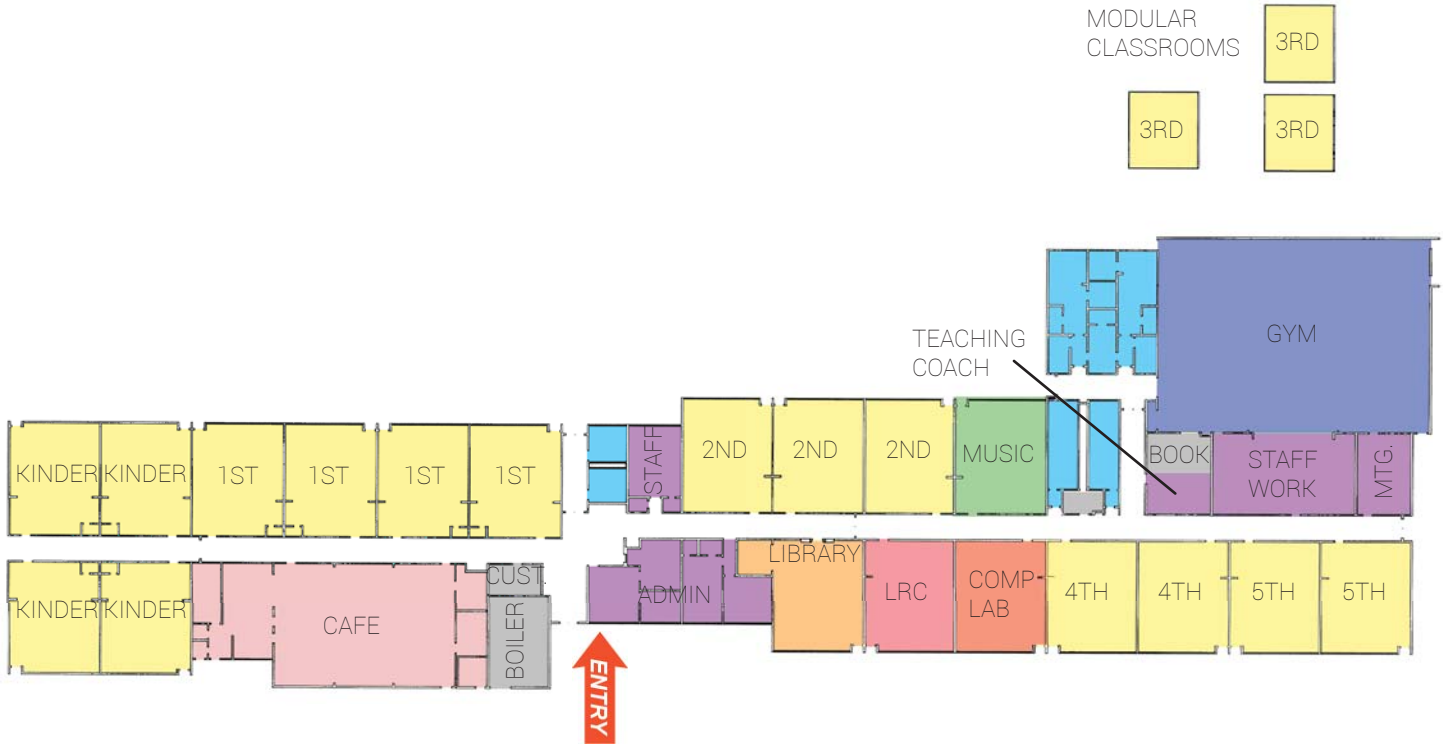 MODULAR
CLASSROOMS
3RD
3RD
3RD
GYM
TEACHING
COACH
KINDER
KINDER
1ST
1ST
1ST
1ST
STAFF
2ND
2ND
2ND
MUSIC
BOOK
STAFF
WORK
MTG.
KINDER
KINDER
CAFE
CUST.
BOILER
ADMIN
LIBRARY
LRC
COMP
LAB
4TH
4TH
5TH
5TH
ENTRY